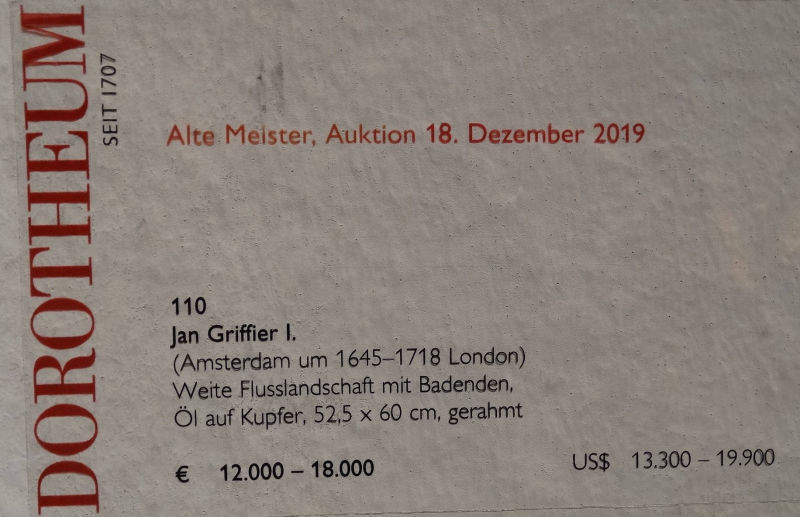 DOROTHEUM
SEIT 1707
Alte Meister, Auktion 18. Dezember 2019
110
Jan Griffier I.
(Amsterdam um 1645–1718 London)
Weite Flusslandschaft mit Badenden,
Öl auf Kupfer, 52,5 x 60 cm, gerahmt
€ 12.000 – 18.000 US$ 13.300 – 19.900